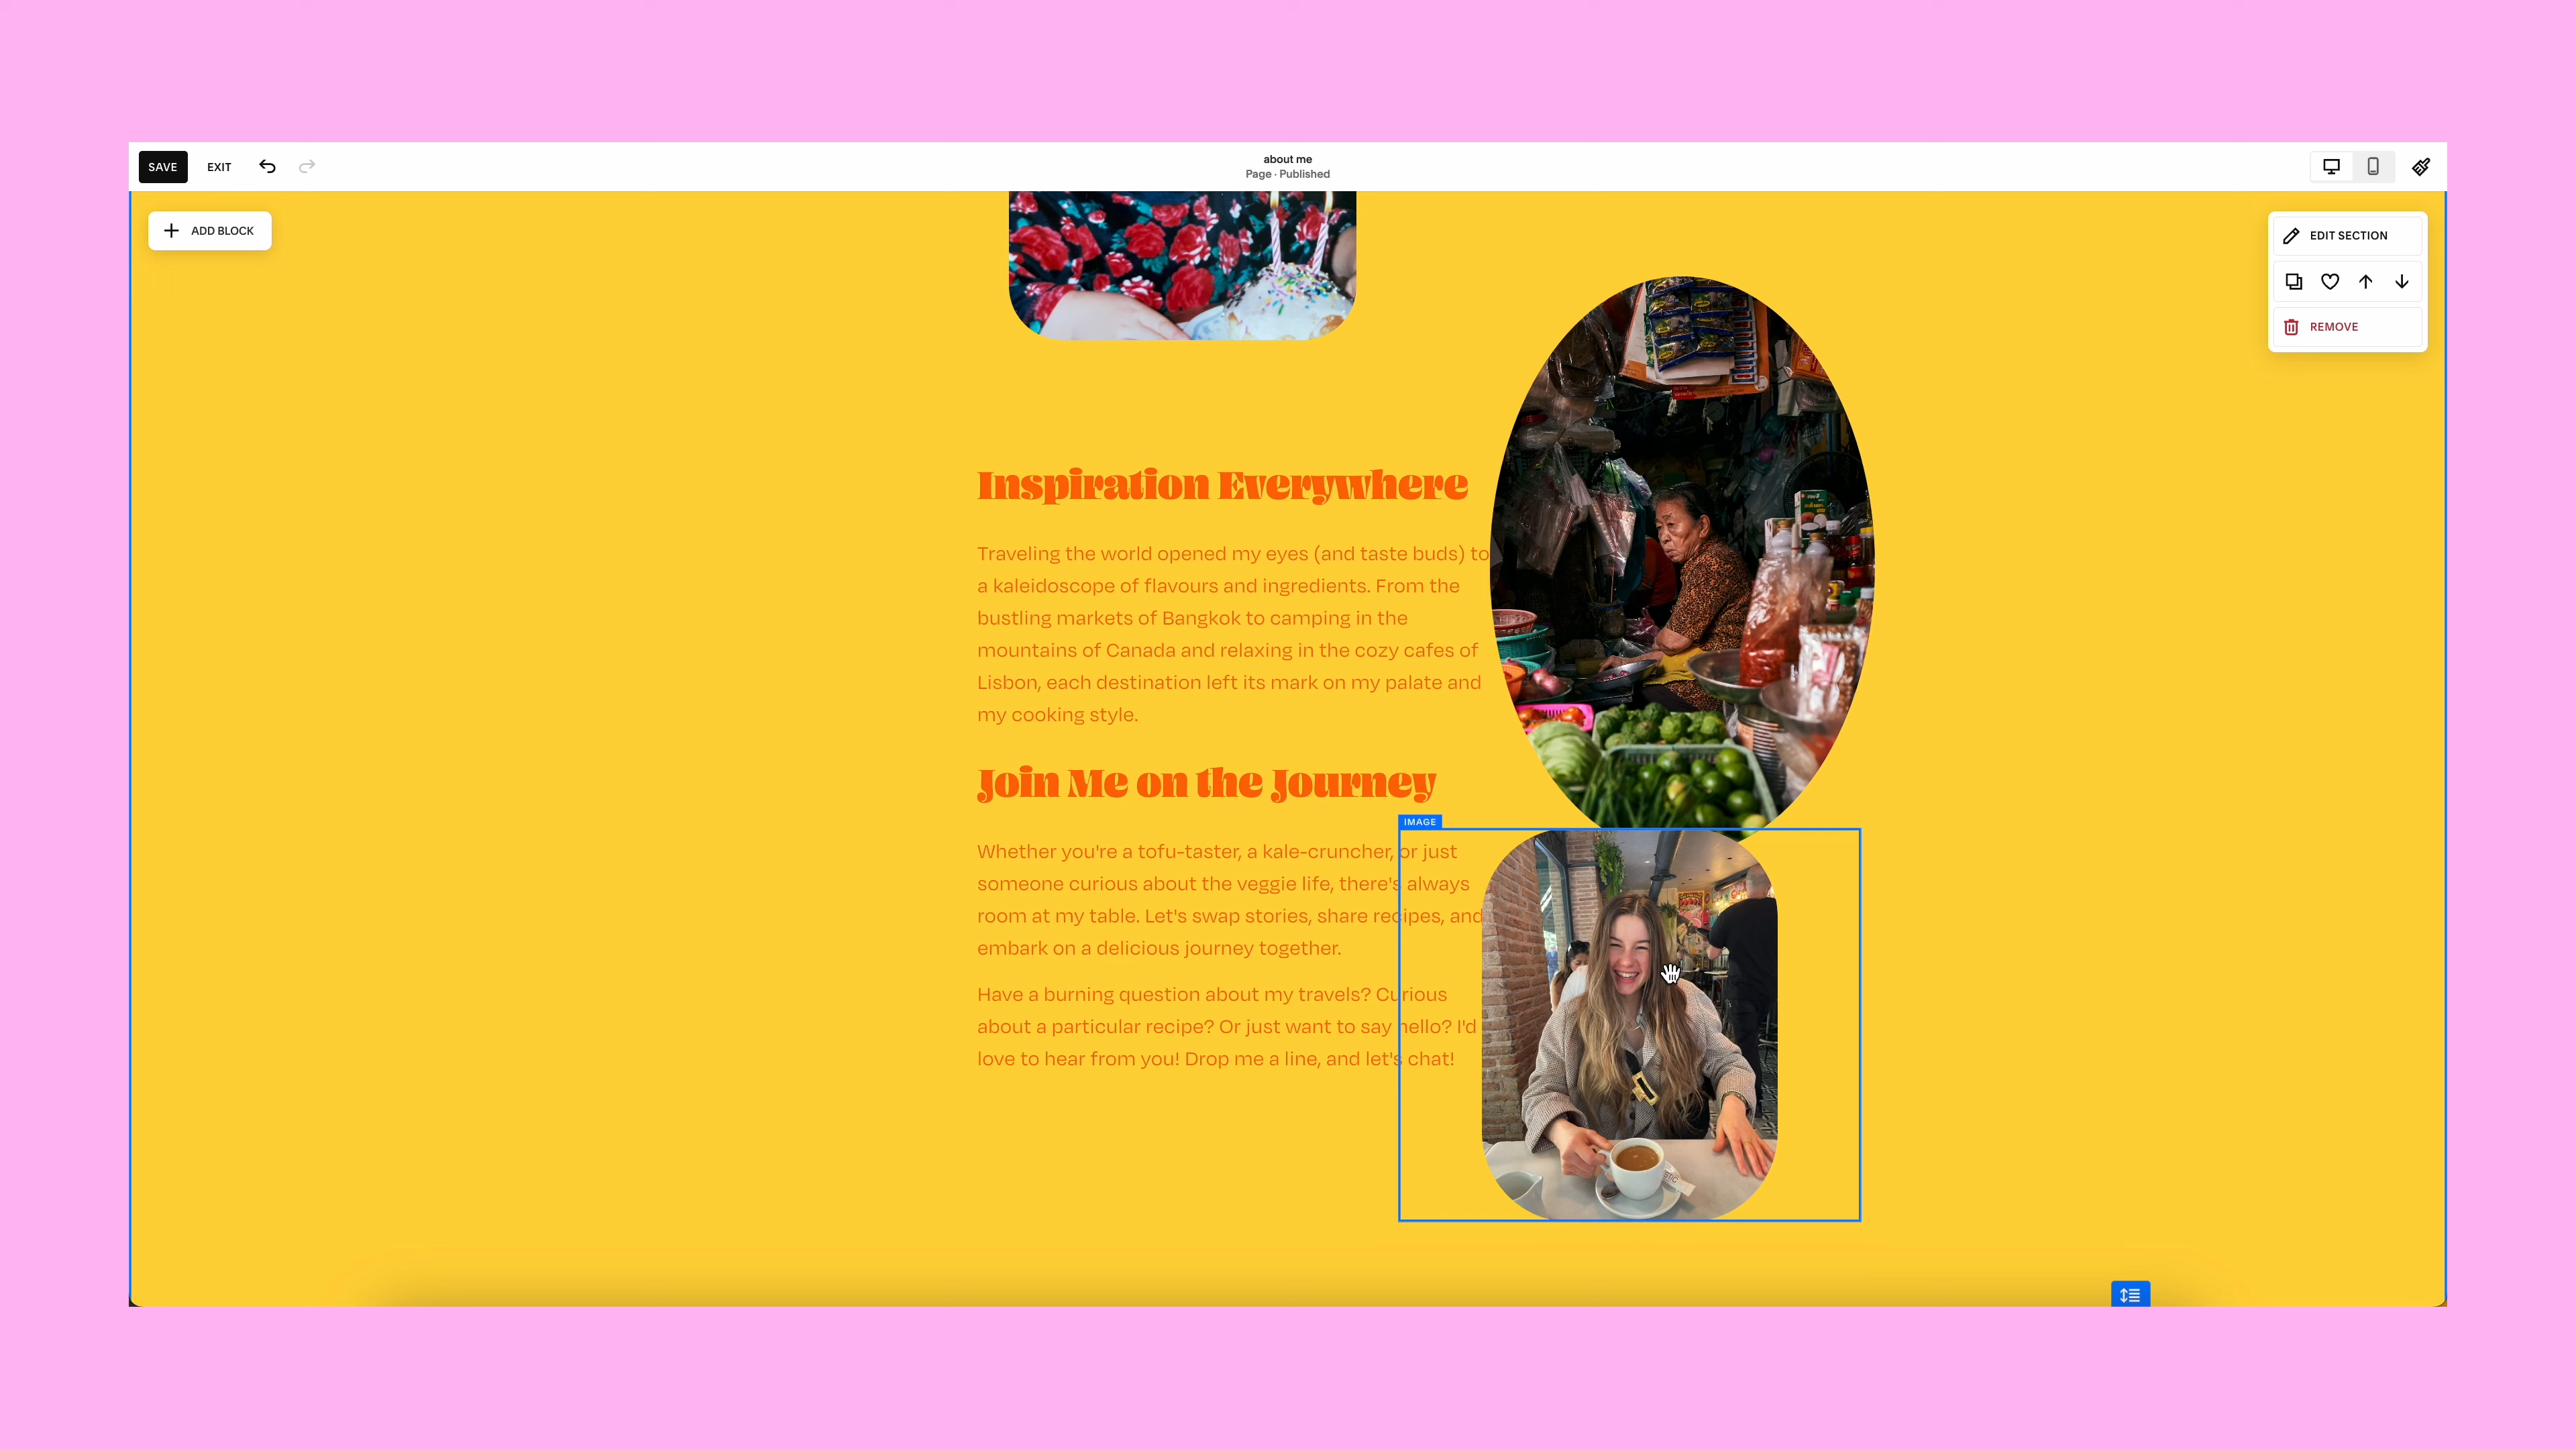 SAVE EXIT
about me
Page · Published
ADD BLOCK
EDIT SECTION
REMOVE
Inspiration Everywhere
Traveling the world opened my eyes (and taste buds) to
a kaleidoscope of flavours and ingredients. From the
bustling markets of Bangkok to camping in the
mountains of Canada and relaxing in the cozy cafes of
Lisbon, each destination left its mark on my palate and
my cooking style.
Join Me on the Journey
IMAGE
Whether you're a tofu-taster, a kale-cruncher, or just
someone curious about the veggie life, there's always
room at my table. Let's swap stories, share recipes, and
embark on a delicious journey together.
Have a burning question about my travels? Curious
about a particular recipe? Or just want to say hello? I'd
love to hear from you! Drop me a line, and let's chat!